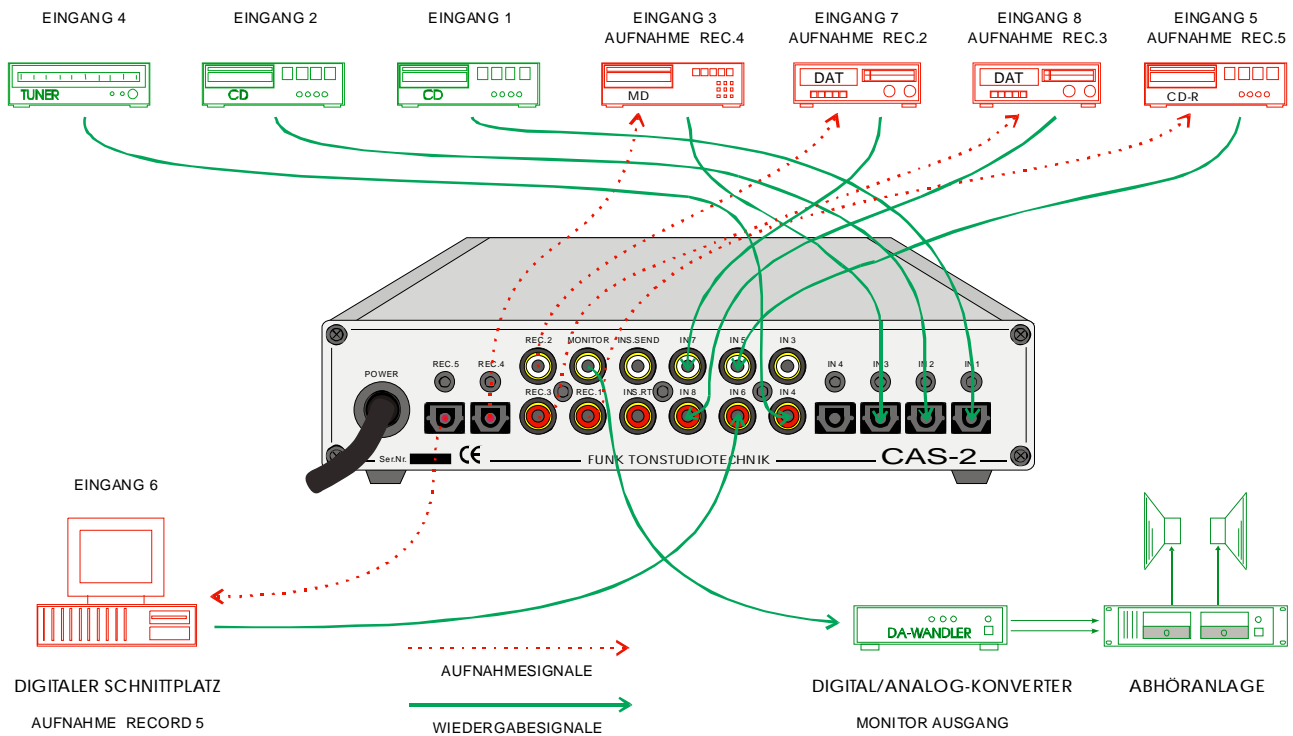 EINGANG 4
EINGANG 2
EINGANG 1
EINGANG 3
AUFNAHME REC.4
EINGANG 7
AUFNAHME REC.2
EINGANG 8
AUFNAHME REC.3
EINGANG 5
AUFNAHME REC.5
TUNER
CD
CD
MD
DAT
DAT
CD-R
REC.2 MONITOR INS.SEND IN 7 IN 5 IN 3
POWER
REC.5 REC.4
IN 4 IN 3 IN 2 IN 1
REC.3 REC.1 INS.RT IN 8 IN 6 IN 4
Ser.Nr. CE FUNK TONSTUDIOTECHNIK CAS-2
EINGANG 6
DA-WANDLER
AUFNAHMESIGNALE
DIGITALER SCHNITTPLATZ
DIGITAL/ANALOG-KONVERTER
ABHÖRANLAGE
AUFNAHME RECORD 5
WIEDERGABESIGNALE
MONITOR AUSGANG